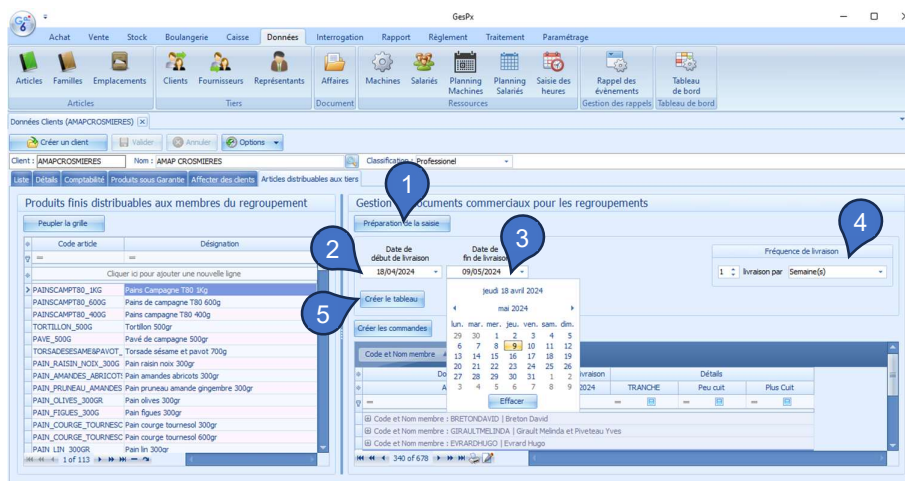 GesPx
Achat Vente Stock Boulangerie Caisse Données Interrogation Rapport Réglement Traitement Paramétrage
Articles Familles Emplacements Clients Fournisseurs Représentants Affaires Machines Salariés Planning Machines Planning Salariés Saisie des heures Rappel des évènements Tableau de bord
Articles Tiers Document Ressources Gestion des rappels Tableau de bord
Données Clients (AMAPCROSMIERES)
Créer un client Valider Annuler Options
Client : AMAPCROSMIERES Nom : AMAP CROSMIERES Classification : Professionel
Liste Détails Comptabilité Produits sous Garantie Affecter des clients Articles distribuables aux tiers
1
Produits finis distribuables aux membres du regroupement
Peupler la grille
Code article Désignation
= =
Cliquer ici pour ajouter une nouvelle ligne
PAINSCAMPT80_1KG Pains Campagne T80 1Kg
PAINSCAMPT80_600G Pains de campagne T80 600g
PAINSCAMPT80_400G Pains campagne T80 400g
TORTILLON_500G Tortillon 500gr
PAVE_500G Pavé de campagne 500gr
TORSADESESAME&PAVOT_ Torsade sésame et pavot 700g
PAIN_RAISIN_NOIX_300G Pain raisin noix 300gr
PAIN_AMANDES_ABRICOT Pain amandes abricots 300gr
PAIN_PRUNEAU_AMANDES Pain pruneau amande gingembre 300gr
PAIN_OLIVES_300GR Pain olives 300gr
PAIN_FIGUES_300G Pain figues 300gr
PAIN_COURGE_TOURNESC Pain courge tournesol 300gr
PAIN_COURGE_TOURNESC Pain courge tournesol 600gr
PAIN LIN 300GR Pain lin 300gr
1 of 113
Gestion documents commerciaux pour les regroupements
Préparation de la saisie
2
3
4
Date de début de livraison
Date de fin de livraison
18/04/2024 09/05/2024
Fréquence de livraison
1 livraison par Semaine(s)
5
Créer le tableau
Créer les commandes
jeudi 18 avril 2024
mai 2024
lun. mar. mer. jeu. ven. sam. dim.
29 30 1 2 3 4 5
6 7 8 9 10 11 12
13 14 15 16 17 18 19
20 21 22 23 24 25 26
27 28 29 30 31 1 2
3 4 5 6 7 8 9
Effacer
Code et Nom membre
Do vraison Détails
A 2024 TRANCHE Peu cuit Plus Cuit
= = = =
Code et Nom membre : BRETONDAVID | Breton David
Code et Nom membre : GIRAULTMELINDA | Grault Melinda et Piveteau Yves
Code et Nom membre : EVRARDHUGO | Evrard Hugo
340 of 678